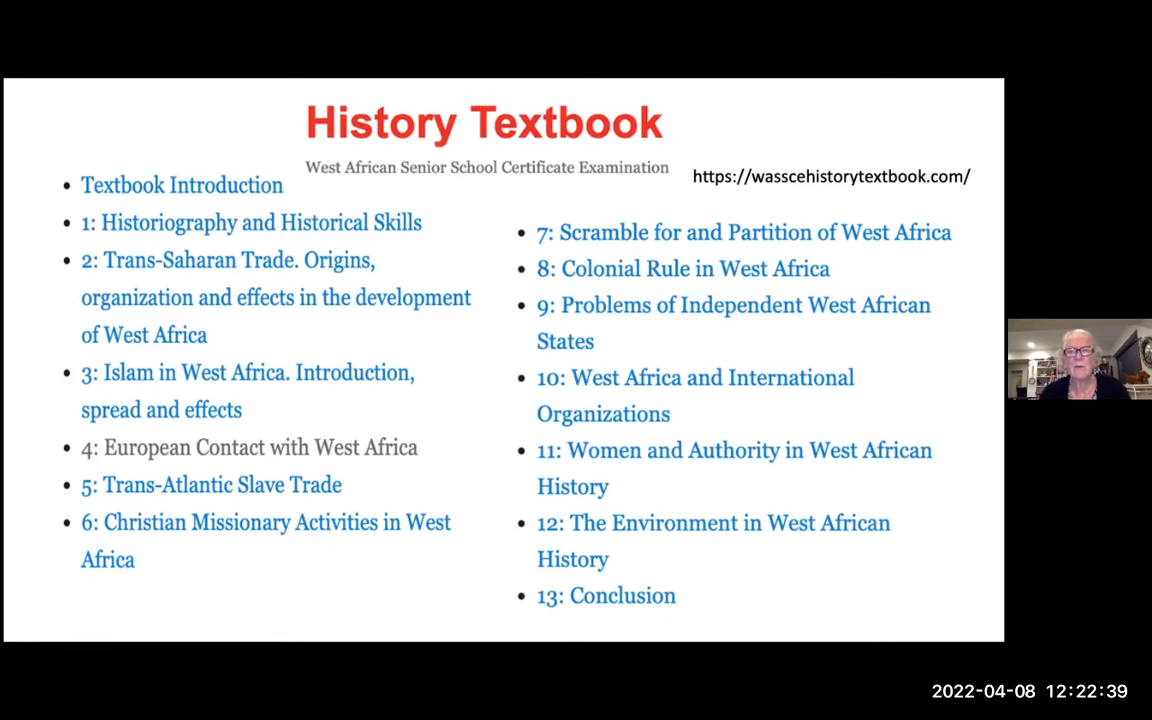 History Textbook
West African Senior School Certificate Examination
https://wasscehistorytextbook.com/
• Textbook Introduction
• 1: Historiography and Historical Skills
• 2: Trans-Saharan Trade. Origins,
organization and effects in the development
of West Africa
• 3: Islam in West Africa. Introduction,
spread and effects
• 4: European Contact with West Africa
• 5: Trans-Atlantic Slave Trade
• 6: Christian Missionary Activities in West
Africa
• 7: Scramble for and Partition of West Africa
• 8: Colonial Rule in West Africa
• 9: Problems of Independent West African
States
• 10: West Africa and International
Organizations
• 11: Women and Authority in West African
History
• 12: The Environment in West African
History
• 13: Conclusion
2022-04-08 12:22:39